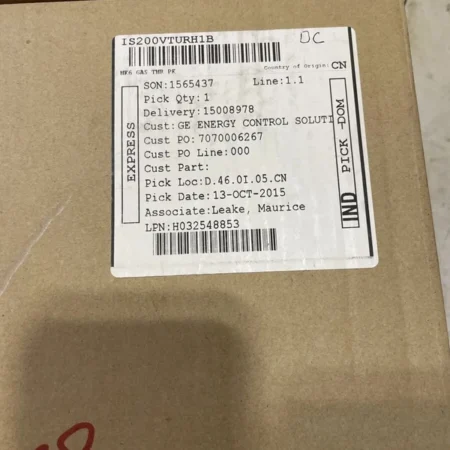 IS200VTURH1B
DC
MK6 GAS TMR PK
Country of Origin: CN
SON:1565437 Line:1.1
Pick Qty:1
Delivery:15008978
Cust:GE ENERGY CONTROL SOLUTI
Cust PO:7070006267
Cust PO Line:000
Cust Part:
Pick Loc:D.46.0I.05.CN
Pick Date:13-OCT-2015
Associate:Leake, Maurice
LPN:H032548853
EXPRESS
IND PICK -DOM